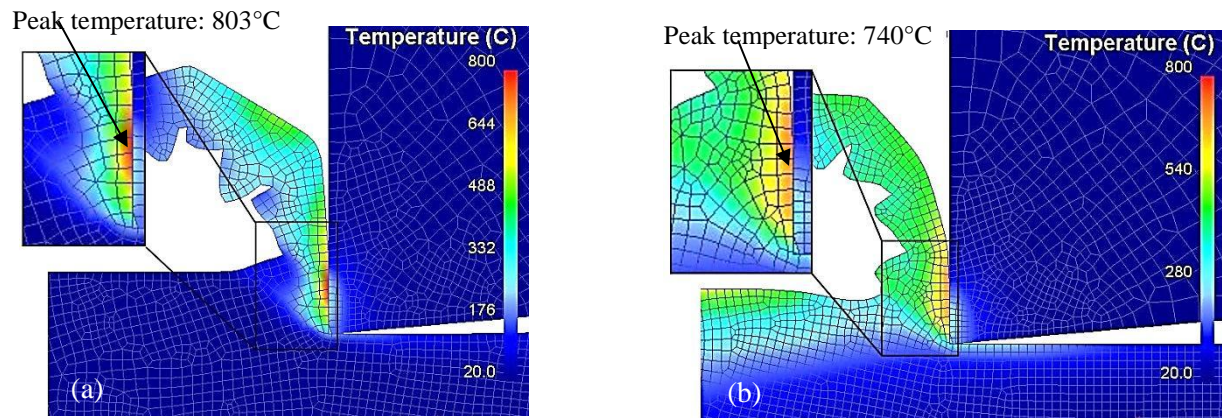 Peak temperature: 803°C
Temperature (C)
800
644
488
332
176
20.0
(a)
Peak temperature: 740°C
Temperature (C)
800
540
280
20.0
(b)